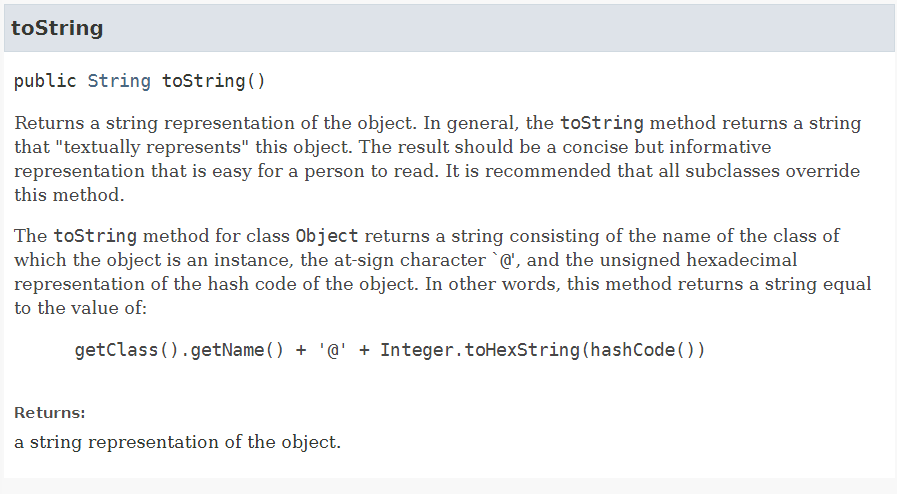 toString
public String toString()
Returns a string representation of the object. In general, the toString method returns a string
that "textually represents" this object. The result should be a concise but informative
representation that is easy for a person to read. It is recommended that all subclasses override
this method.
The toString method for class Object returns a string consisting of the name of the class of
which the object is an instance, the at-sign character `@', and the unsigned hexadecimal
representation of the hash code of the object. In other words, this method returns a string equal
to the value of:
getClass().getName() + '@' + Integer.toHexString(hashCode())
Returns:
a string representation of the object.